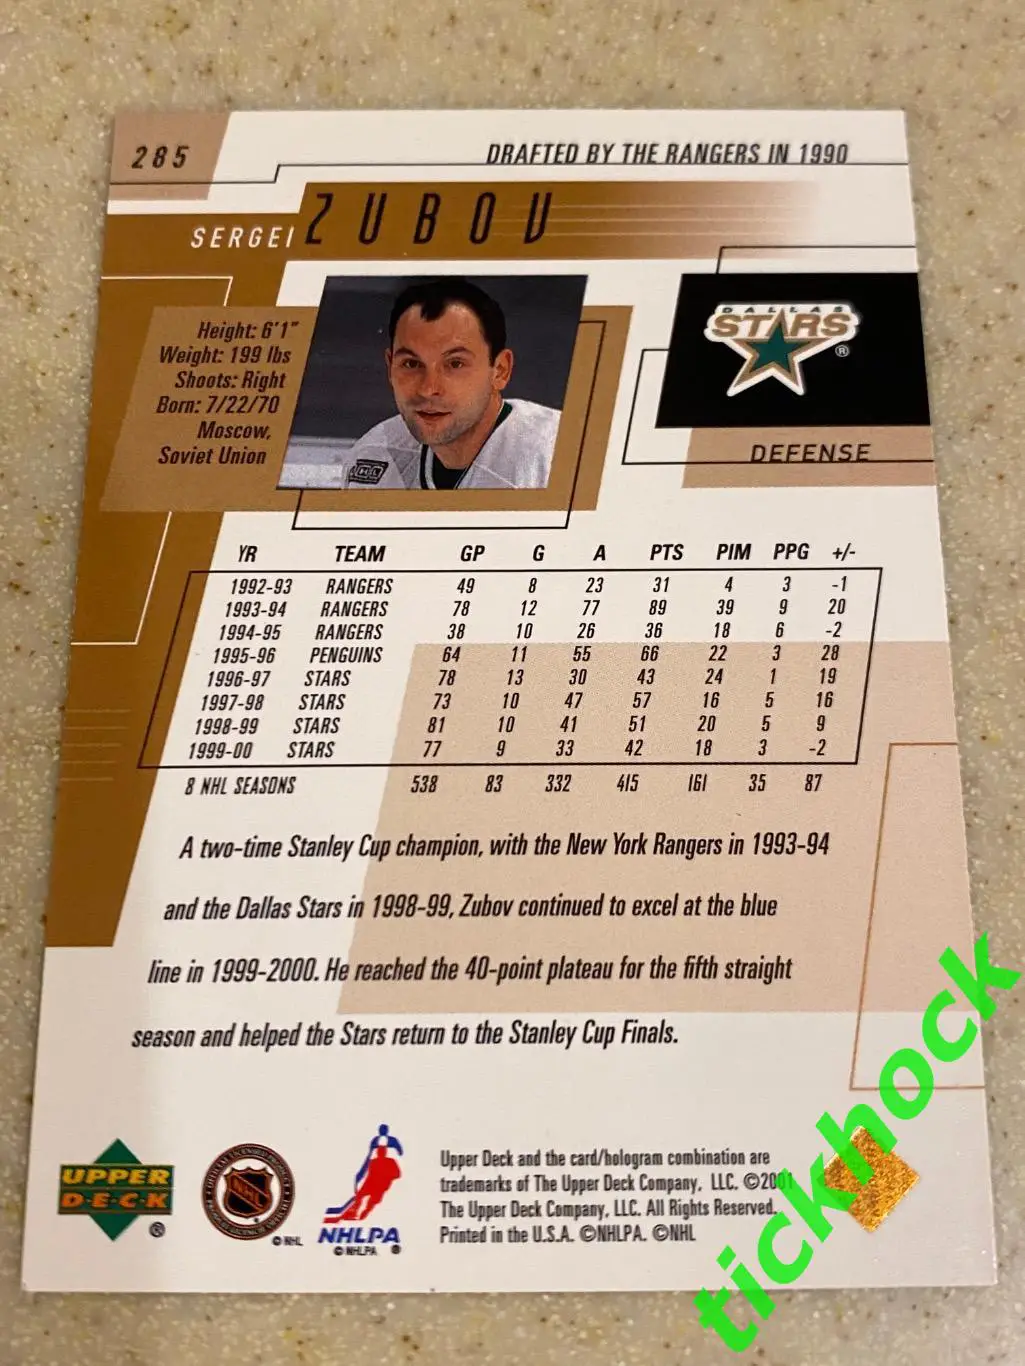 285
DRAFTED BY THE RANGERS IN 1990
SERGEI ZUBOV
Height: 6'1"
Weight: 199 lbs
Shoots: Right
Born: 7/22/70
Moscow,
Soviet Union
DALLAS
STARS
®
DEFENSE
YR TEAM GP G A PTS PIM PPG +/-
1992-93 RANGERS 49 8 23 31 4 3 -1
1993-94 RANGERS 78 12 77 89 39 9 20
1994-95 RANGERS 38 10 26 36 18 6 -2
1995-96 PENGUINS 64 11 55 66 22 3 28
1996-97 STARS 78 13 30 43 24 1 19
1997-98 STARS 73 10 47 57 16 5 16
1998-99 STARS 81 10 41 51 20 5 9
1999-00 STARS 77 9 33 42 18 3 -2
8 NHL SEASONS 538 83 332 415 161 35 87
A two-time Stanley Cup champion, with the New York Rangers in 1993-94
and the Dallas Stars in 1998-99, Zubov continued to excel at the blue
line in 1999-2000. He reached the 40-point plateau for the fifth straight
season and helped the Stars return to the Stanley Cup Finals.
UPPER
DECK
®
NHL
©NHL
NHLPA
©NHLPA ®
Upper Deck and the card/hologram combination are
trademarks of The Upper Deck Company, LLC. ©2001
The Upper Deck Company, LLC. All Rights Reserved.
Printed in the U.S.A. ©NHLPA. ©NHL
tickhock